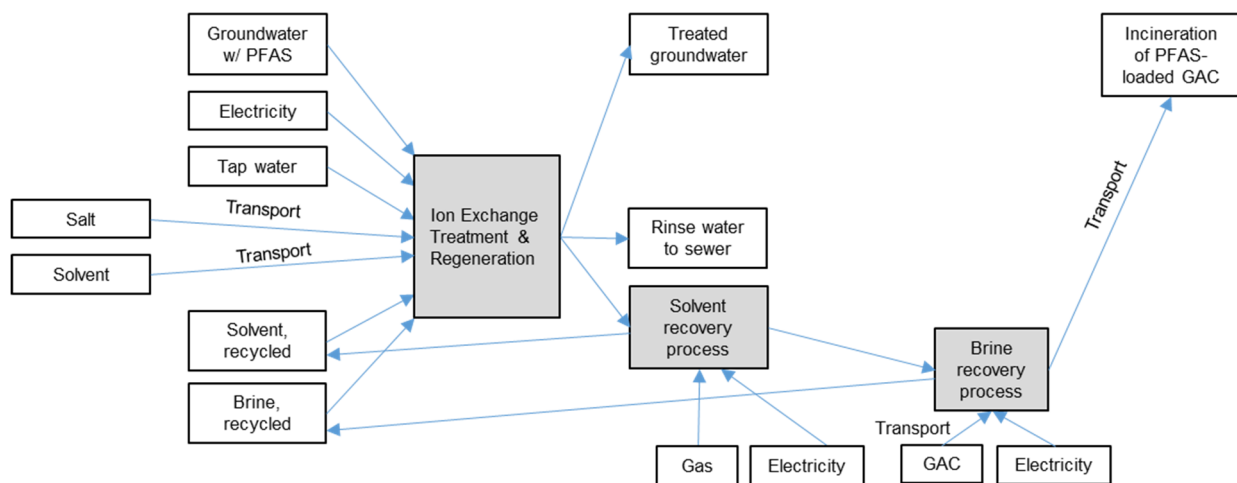 Groundwater
w/ PFAS
Electricity
Tap water
Salt
Transport
Solvent
Transport
Solvent,
recycled
Brine,
recycled
Ion Exchange
Treatment &
Regeneration
Treated
groundwater
Rinse water
to sewer
Solvent
recovery
process
Gas
Electricity
Brine
recovery
process
Transport
GAC
Electricity
Transport
Incineration
of PFAS-
loaded GAC